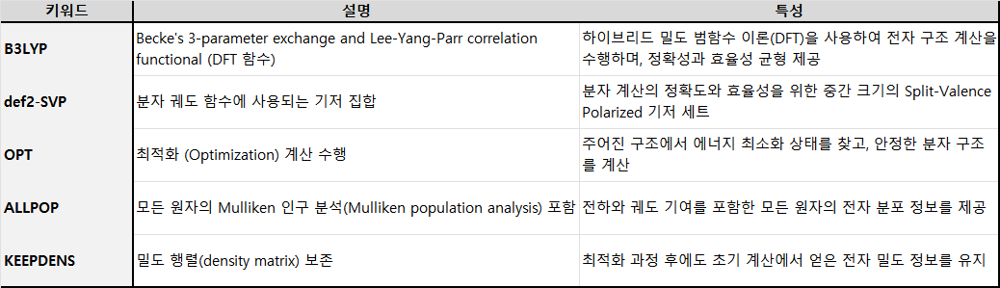 키워드 설명 특성
B3LYP
Becke's 3-parameter exchange and Lee-Yang-Parr correlation
functional (DFT 함수)
하이브리드 밀도 범함수 이론(DFT)을 사용하여 전자 구조 계산을
수행하며, 정확성과 효율성 균형 제공
def2-SVP
분자 궤도 함수에 사용되는 기저 집합
분자 계산의 정확도와 효율성을 위한 중간 크기의 Split-Valence
Polarized 기저 세트
OPT
최적화 (Optimization) 계산 수행
주어진 구조에서 에너지 최소화 상태를 찾고, 안정한 분자 구조
를 계산
ALLPOP
모든 원자의 Mulliken 인구 분석(Mulliken population analysis) 포함
전하와 궤도 기여를 포함한 모든 원자의 전자 분포 정보를 제공
KEEPDENS
밀도 행렬(density matrix) 보존
최적화 과정 후에도 초기 계산에서 얻은 전자 밀도 정보를 유지